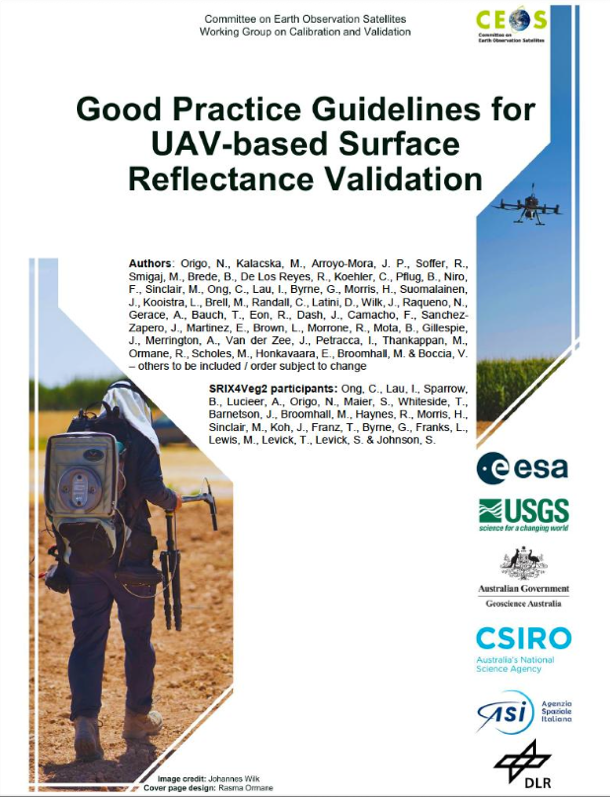 Committee on Earth Observation Satellites
Working Group on Calibration and Validation
CEOS
Committee on
Earth Observation Satellites
Good Practice Guidelines for
UAV-based Surface
Reflectance Validation
Authors: Origo, N., Kalacska, M., Arroyo-Mora, J. P., Soffer, R.,
Smigaj, M., Brede, B., De Los Reyes, R., Koehler, C., Pflug, B., Niro,
F., Sinclair, M., Ong, C., Lau, I., Byrne, G., Morris, H., Suomalainen,
J., Kooistra, L., Brell, M., Randall, C., Latini, D., Wilk, J., Raqueno, N.,
Gerace, A., Bauch, T., Eon, R., Dash, J., Camacho, F., Sanchez-
Zapero, J., Martinez, E., Brown, L., Morrone, R., Mota, B., Gillespie,
J., Merrington, A., Van der Zee, J., Petracca, I., Thankappan, M.,
Ormane, R., Scholes, M., Honkavaara, E., Broomhall, M. & Boccia, V.
– others to be included / order subject to change
SRIX4Veg2 participants: Ong, C., Lau, I., Sparrow,
B., Lucieer, A., Origo, N., Maier, S., Whiteside, T.,
Barnetson, J., Broomhall, M., Haynes, R., Morris, H.,
Sinclair, M., Koh, J., Franz, T., Byrne, G., Franks, L.,
Lewis, M., Levick, T., Levick, S. & Johnson, S.
esa
USGS
science for a changing world
Australian Government
Geoscience Australia
CSIRO
Australia's National
Science Agency
asi
Agenzia
Spaziale
Italiana
DLR
Image credit: Johannes Wilk
Cover page design: Rasma Ormane